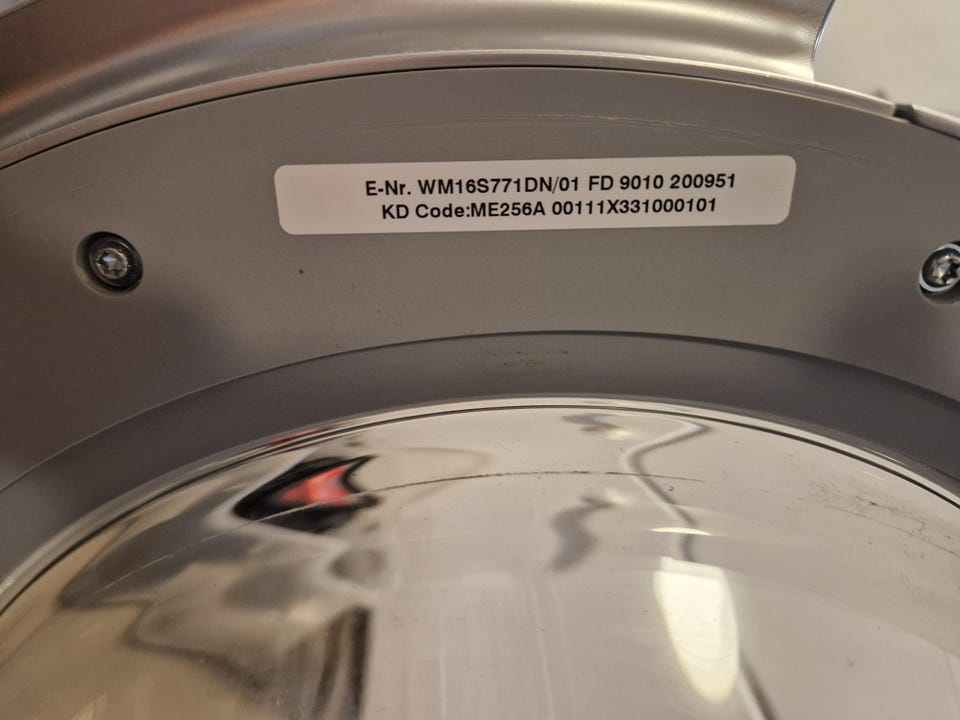 E-Nr. WM16S771DN/01 FD 9010 200951
KD Code:ME256A 00111X331000101